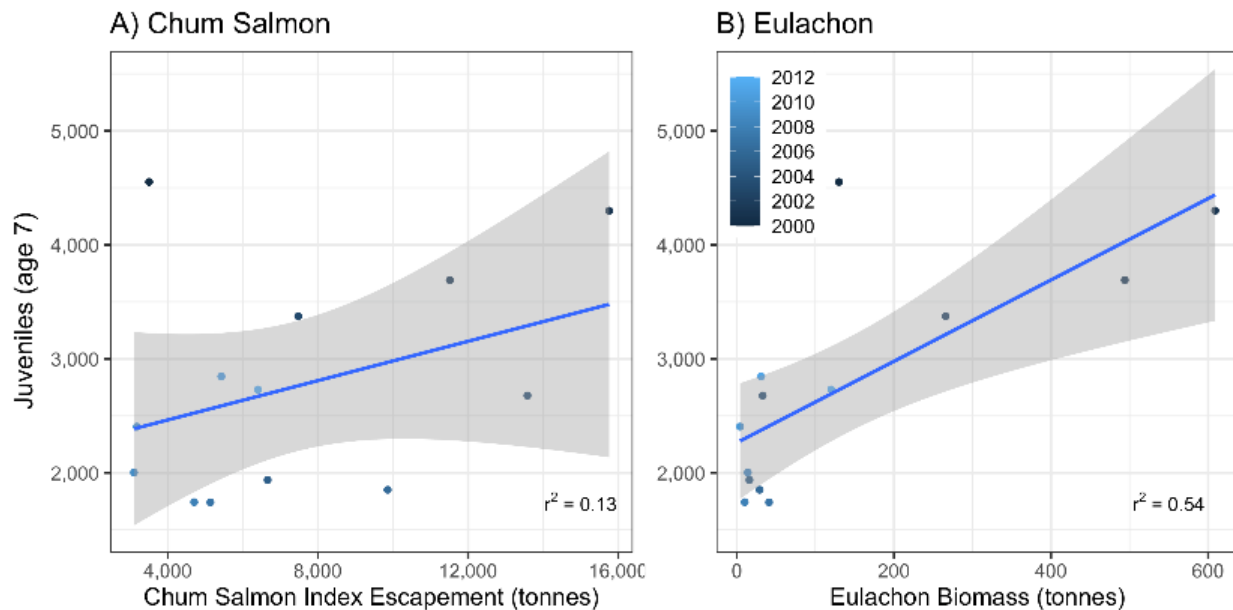 A) Chum Salmon
B) Eulachon
Juveniles (age 7)
5,000
4,000
3,000
2,000
r² = 0.13
4,000 8,000 12,000 16,000
Chum Salmon Index Escapement (tonnes)
2012
2010
2008
2006
2004
2002
2000
5,000
4,000
3,000
2,000
r² = 0.54
0 200 400 600
Eulachon Biomass (tonnes)